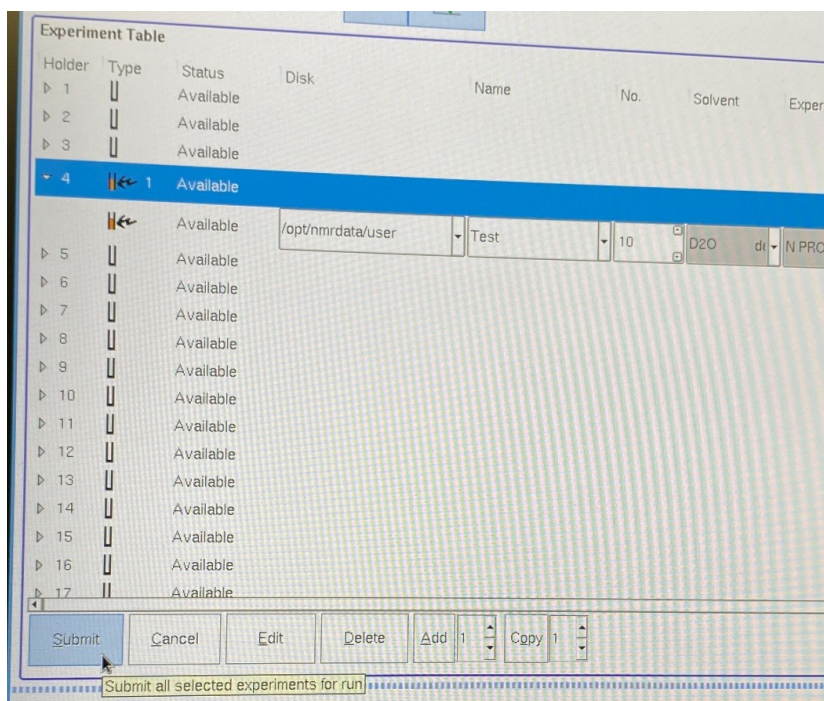 Experiment Table
Holder Type Status Disk Name No. Solvent Exper
1 Available
2 Available
3 Available
4 1 Available
Available /opt/nmrdata/user Test 10 D2O de N PRO
5 Available
6 Available
7 Available
8 Available
9 Available
10 Available
11 Available
12 Available
13 Available
14 Available
15 Available
16 Available
17 Available
Submit Cancel Edit Delete Add 1 Copy 1
Submit all selected experiments for run